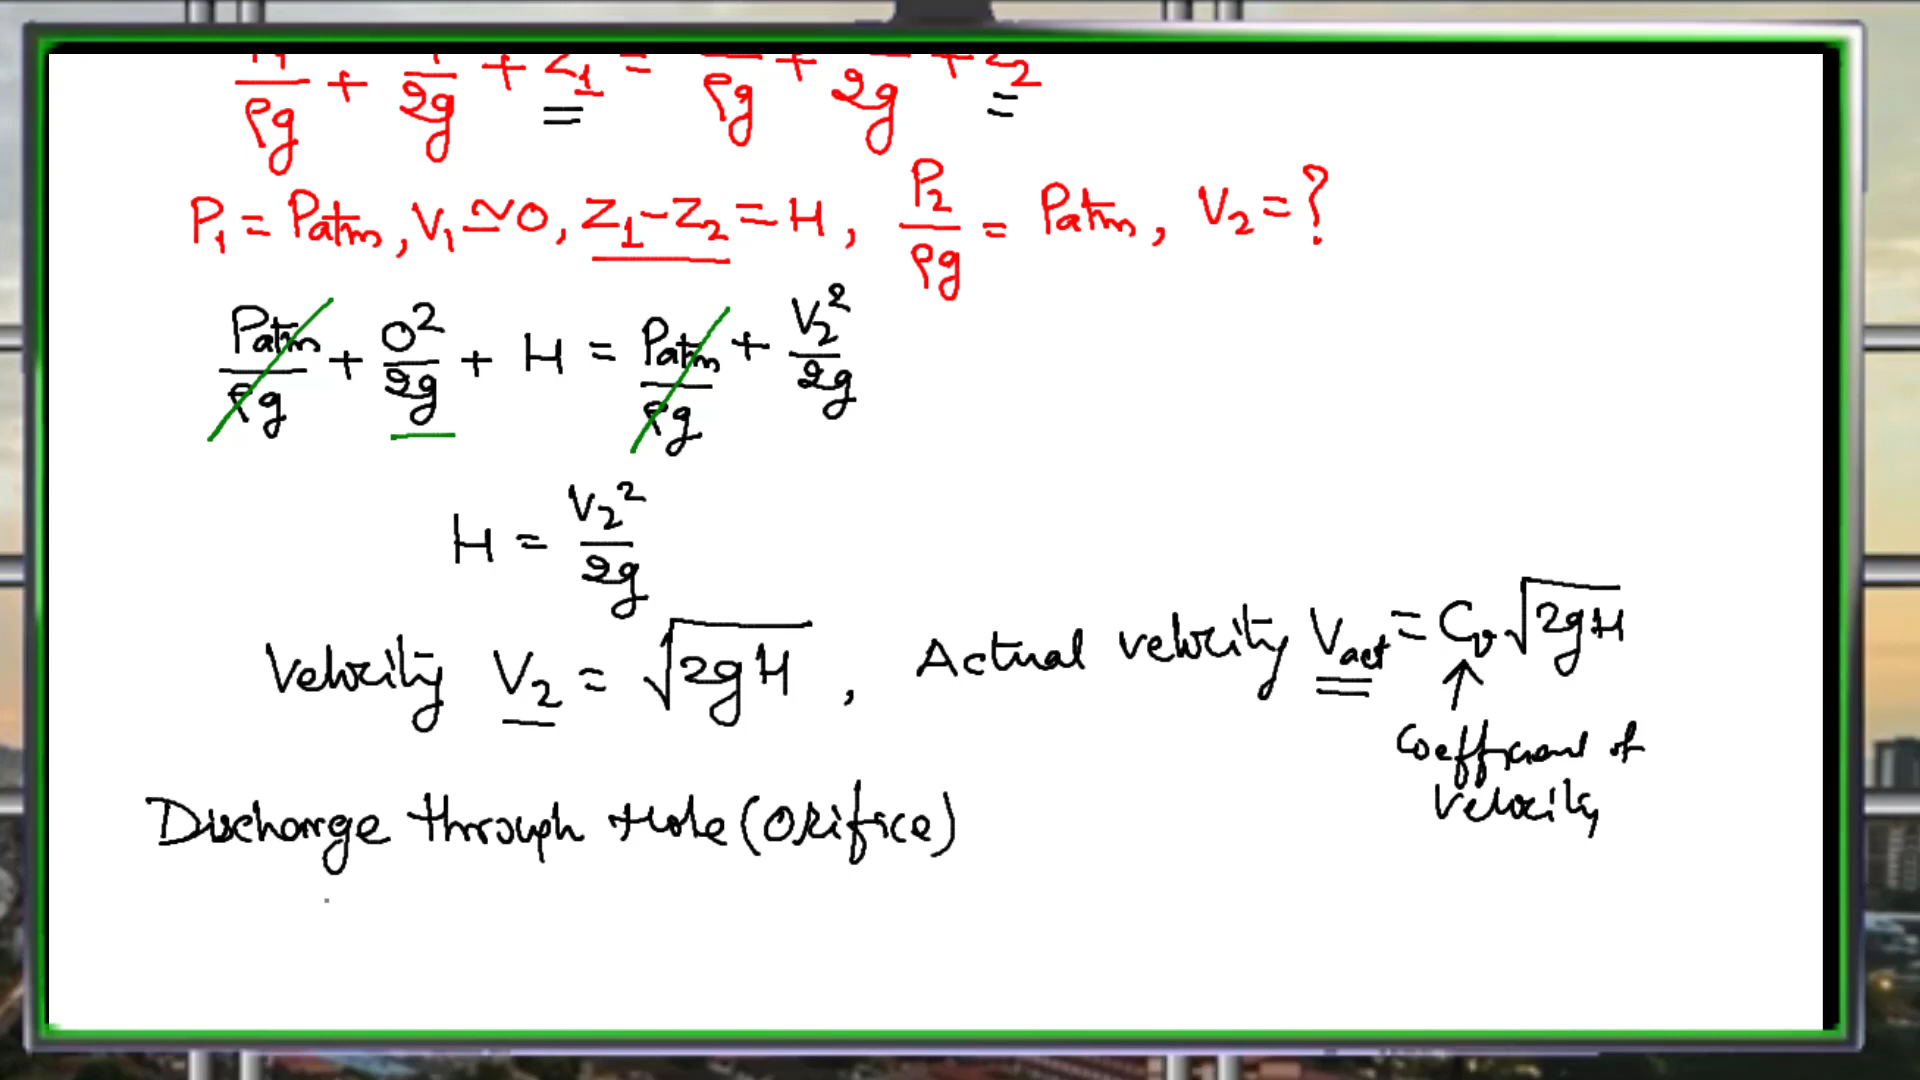 P₁/ρg + V₁²/2g + Z₁ = P₂/ρg + V₂²/2g + Z₂
P₁ = Patm, V₁ ≃ 0, Z₁-Z₂ = H, P₂/ρg = Patm, V₂ = ?
Patm/ρg + 0²/2g + H = Patm/ρg + V₂²/2g
H = V₂²/2g
Velocity V₂ = √2gH, Actual velocity Vact = Cv √2gH
↑
Coefficient of
Velocity
Discharge through Hole (Orifice)